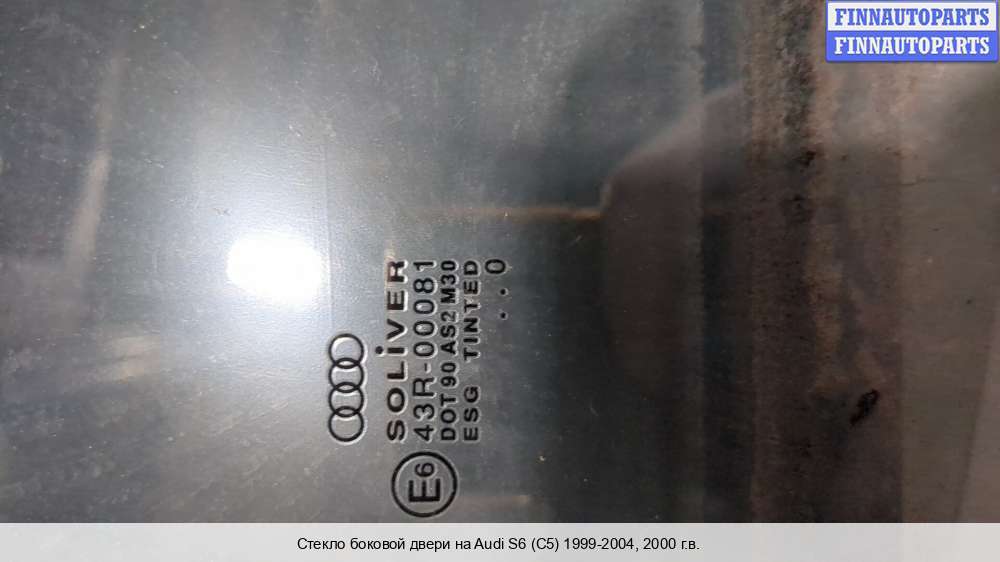 FINNAUTOPARTS
FINNAUTOPARTS
SOLiVER
E6 43R-00081
DOT90 AS2 M30
ESG TINTED
. . 0
Стекло боковой двери на Audi S6 (C5) 1999-2004, 2000 г.в.